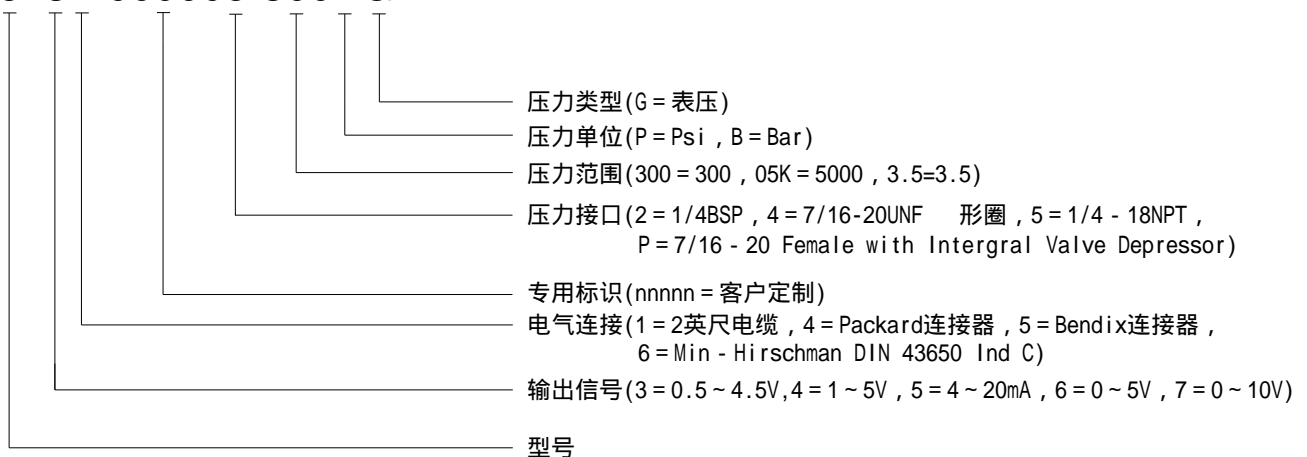 压力类型(G=表压)
压力单位(P=Psi，B=Bar)
压力范围(300=300，05K=5000，3.5=3.5)
压力接口(2=1/4BSP，4=7/16-20UNF 形圈，5=1/4-18NPT，
P=7/16-20 Female with Intergral Valve Depressor)
专用标识(nnnnn=客户定制)
电气连接(1=2英尺电缆，4=Packard连接器，5=Bendix连接器，
6=Min-Hirschman DIN 43650 Ind C)
输出信号(3=0.5~4.5V,4=1~5V，5=4~20mA，6=0~5V，7=0~10V)
型号